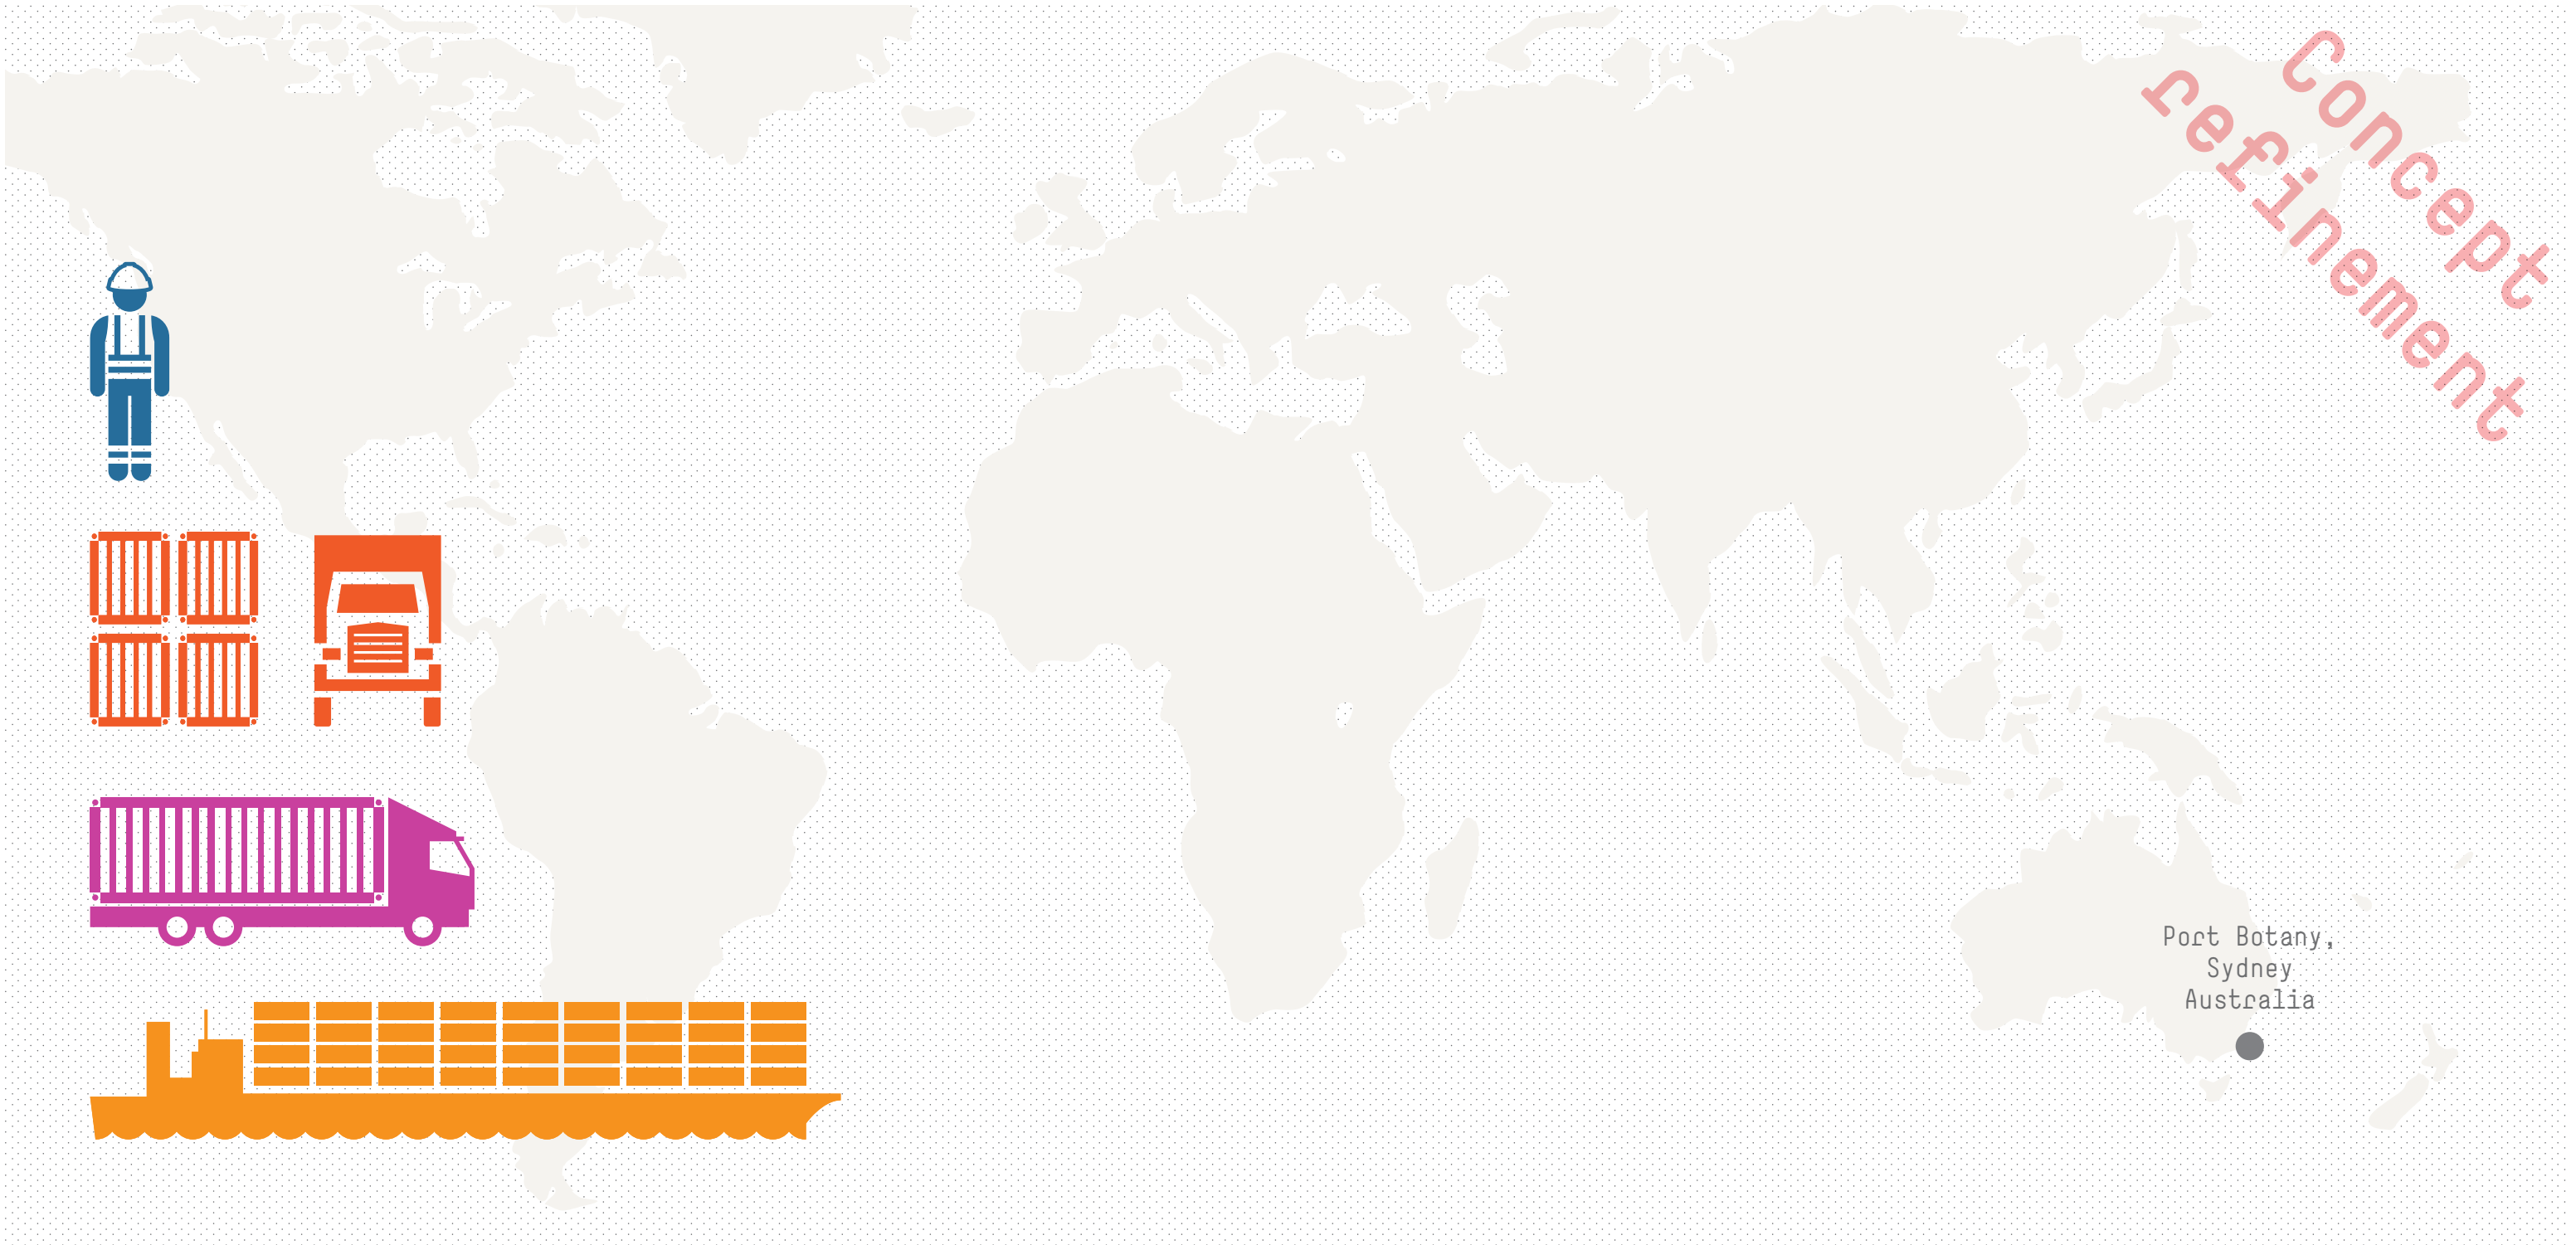 Concept
refinement
Port Botany,
Sydney
Australia